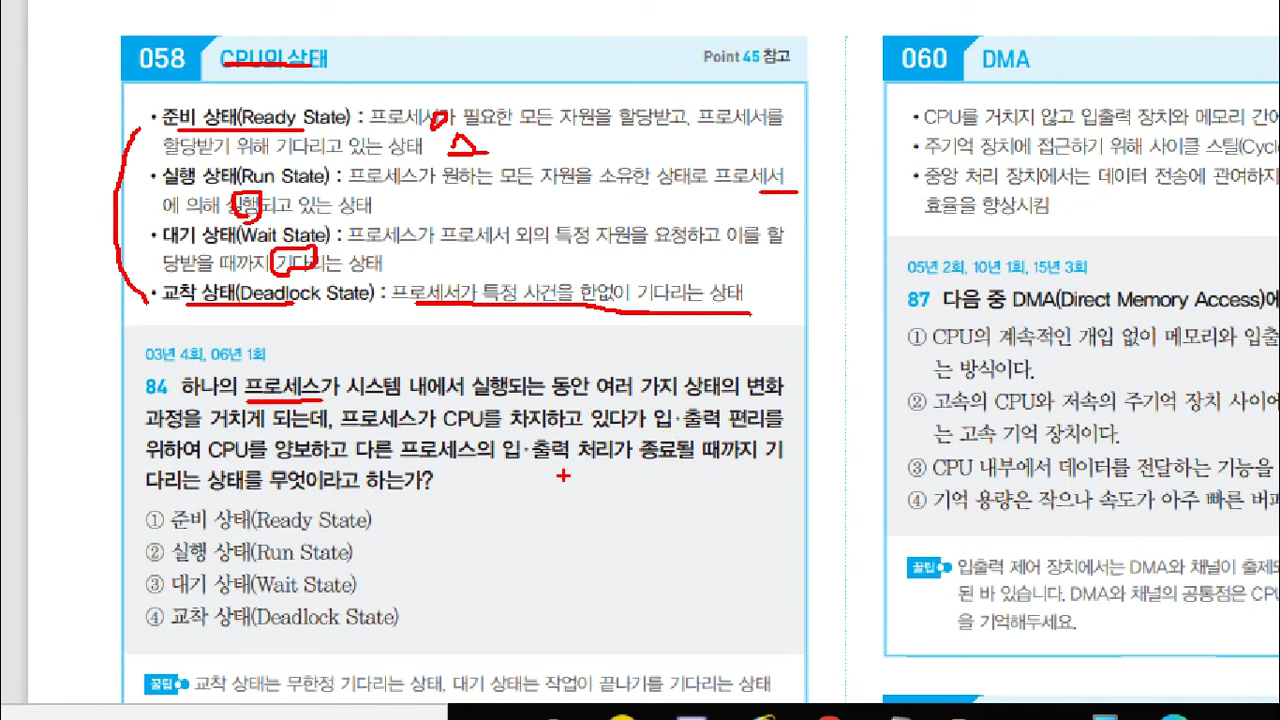 058 CPU의 상태 Point 45 참고
• 준비 상태(Ready State) : 프로세서가 필요한 모든 자원을 할당받고, 프로세서를
할당받기 위해 기다리고 있는 상태
• 실행 상태(Run State) : 프로세스가 원하는 모든 자원을 소유한 상태로 프로세서
에 의해 실행되고 있는 상태
• 대기 상태(Wait State) : 프로세스가 프로세서 외의 특정 자원을 요청하고 이를 할
당받을 때까지 기다리는 상태
• 교착 상태(Deadlock State) : 프로세서가 특정 사건을 한없이 기다리는 상태
03년 4회, 06년 1회
84 하나의 프로세스가 시스템 내에서 실행되는 동안 여러 가지 상태의 변화
과정을 거치게 되는데, 프로세스가 CPU를 차지하고 있다가 입·출력 편리를
위하여 CPU를 양보하고 다른 프로세스의 입·출력 처리가 종료될 때까지 기
다리는 상태를 무엇이라고 하는가?
① 준비 상태(Ready State)
② 실행 상태(Run State)
③ 대기 상태(Wait State)
④ 교착 상태(Deadlock State)
꿀팁 교착 상태는 무한정 기다리는 상태, 대기 상태는 작업이 끝나기를 기다리는 상태
060 DMA
• CPU를 거치지 않고 입출력 장치와 메모리 간에
• 주기억 장치에 접근하기 위해 사이클 스틸(Cycl
• 중앙 처리 장치에서는 데이터 전송에 관여하지
효율을 향상시킴
05년 2회, 10년 1회, 15년 3회
87 다음 중 DMA(Direct Memory Access)에
① CPU의 계속적인 개입 없이 메모리와 입출
는 방식이다.
② 고속의 CPU와 저속의 주기억 장치 사이에
는 고속 기억 장치이다.
③ CPU 내부에서 데이터를 전달하는 기능을
④ 기억 용량은 작으나 속도가 아주 빠른 버퍼
꿀팁 입출력 제어 장치에서는 DMA와 채널이 출제
된 바 있습니다. DMA와 채널의 공통점은 CPU
을 기억해두세요.